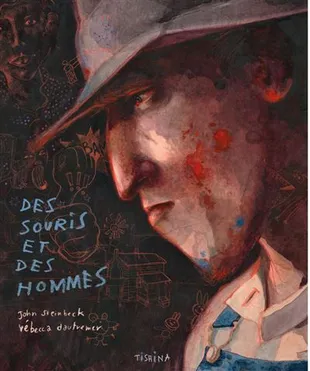 DES
SOURIS
ET
DES
HOMMES
John Steinbeck
Rébecca Dautremer
TISHINA